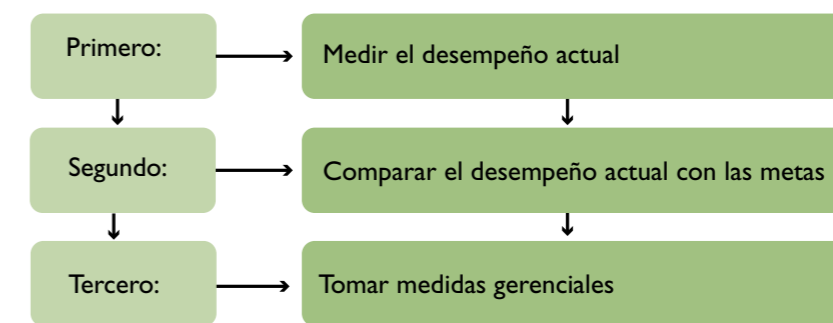 Primero:
Medir el desempeño actual
Segundo:
Comparar el desempeño actual con las metas
Tercero:
Tomar medidas gerenciales